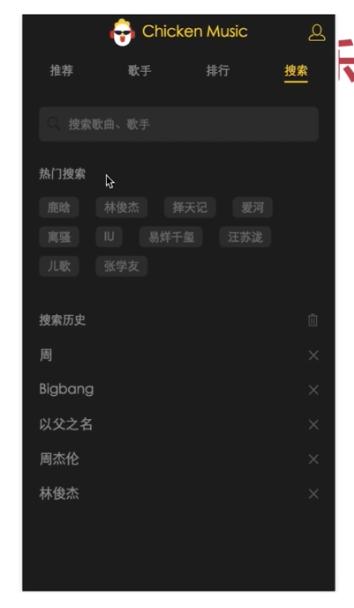 Chicken Music
推荐 歌手 排行 搜索
搜索歌曲、歌手
热门搜索
鹿晗 林俊杰 择天记 爱河
离骚 IU 易烊千玺 汪苏泷
儿歌 张学友
搜索历史
周
Bigbang
以父之名
周杰伦
林俊杰